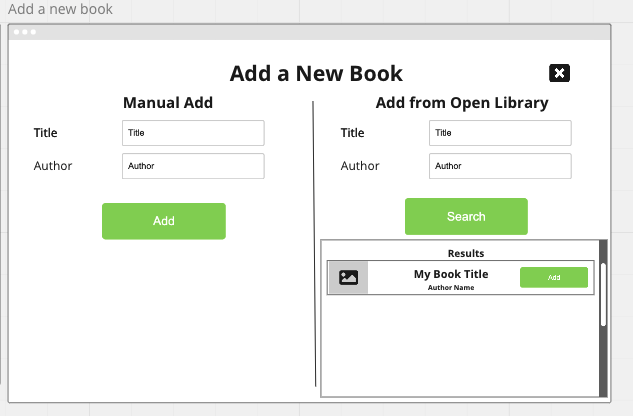 Add a new book
Add a New Book
Manual Add
Title
Title
Author
Author
Add
Add from Open Library
Title
Title
Author
Author
Search
Results
My Book Title
Author Name
Add